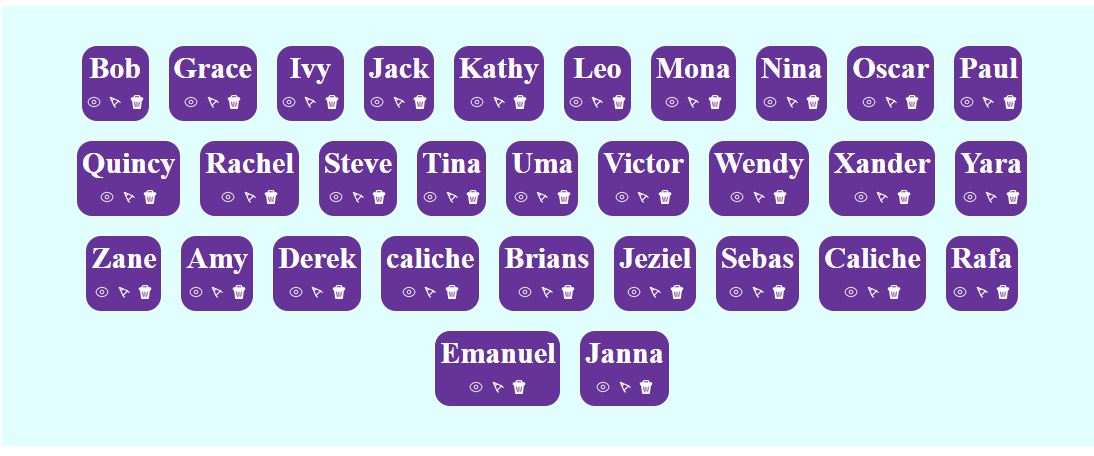 Bob Grace Ivy Jack Kathy Leo Mona Nina Oscar Paul
Quincy Rachel Steve Tina Uma Victor Wendy Xander Yara
Zane Amy Derek caliche Brians Jeziel Sebas Caliche Rafa
Emanuel Janna